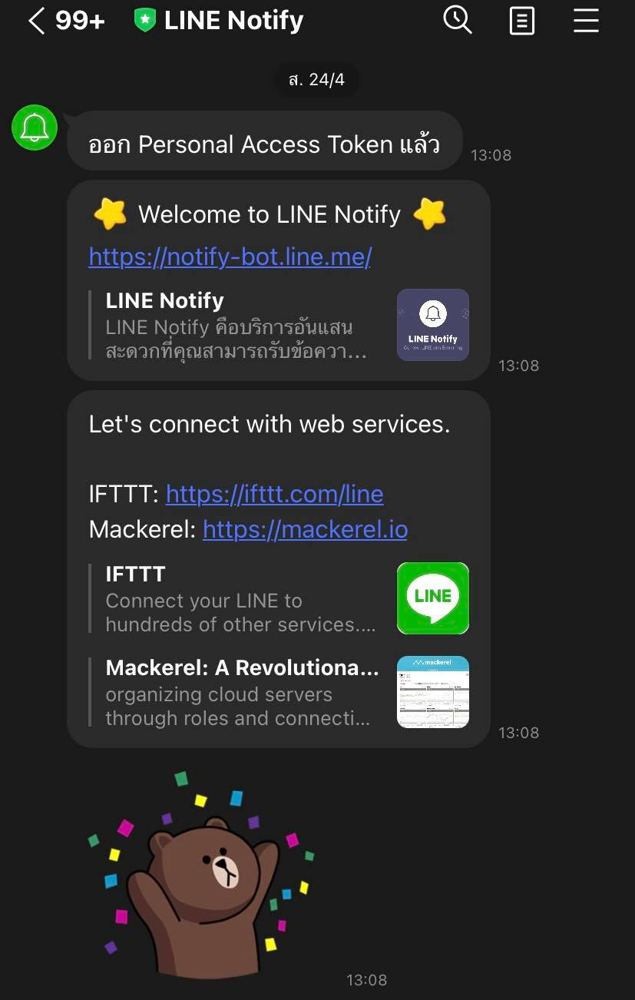 99+ LINE Notify
ส. 24/4
ออก Personal Access Token แล้ว
13:08
Welcome to LINE Notify
https://notify-bot.line.me/
LINE Notify
LINE Notify คือบริการอันแสน
สะดวกที่คุณสามารถรับข้อควา...
LINE Notify
13:08
Let's connect with web services.
IFTTT: https://ifttt.com/line
Mackerel: https://mackerel.io
IFTTT
Connect your LINE to
hundreds of other services....
LINE
Mackerel: A Revolutiona...
organizing cloud servers
through roles and connecti...
mackerel
13:08
13:08